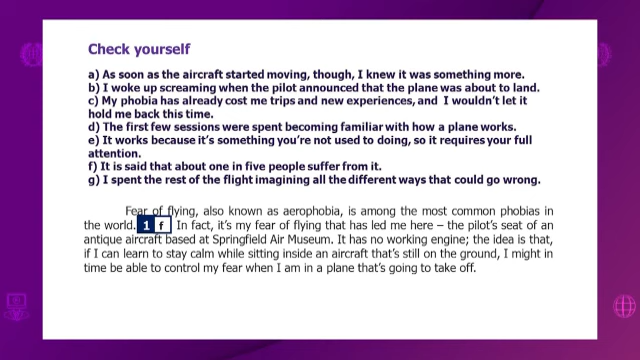 Check yourself
a) As soon as the aircraft started moving, though, I knew it was something more.
b) I woke up screaming when the pilot announced that the plane was about to land.
c) My phobia has already cost me trips and new experiences, and I wouldn't let it
hold me back this time.
d) The first few sessions were spent becoming familiar with how a plane works.
e) It works because it's something you're not used to doing, so it requires your full
attention.
f) It is said that about one in five people suffer from it.
g) I spent the rest of the flight imagining all the different ways that could go wrong.
Fear of flying, also known as aerophobia, is among the most common phobias in
the world. 1 f In fact, it's my fear of flying that has led me here – the pilot's seat of an
antique aircraft based at Springfield Air Museum. It has no working engine; the idea is that,
if I can learn to stay calm while sitting inside an aircraft that's still on the ground, I might in
time be able to control my fear when I am in a plane that's going to take off.